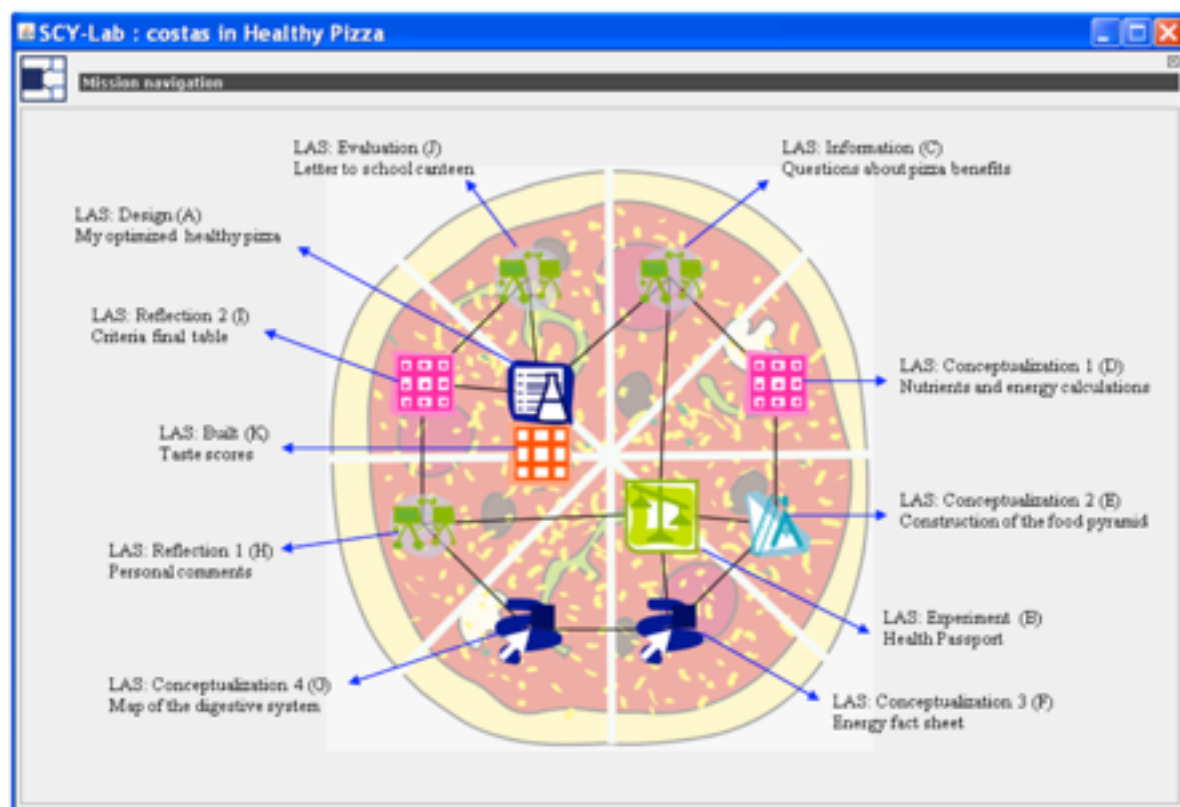 SCY-Lab : costas in Healthy Pizza
Mission navigation
LAS: Evaluation (J)
Letter to school canteen
LAS: Information (C)
Questions about pizza benefits
LAS: Design (A)
My optimized healthy pizza
LAS: Reflection 2 (I)
Criteria final table
LAS: Conceptualization 1 (D)
Nutrients and energy calculations
LAS: Built (K)
Taste scores
LAS: Conceptualization 2 (E)
Construction of the food pyramid
LAS: Reflection 1 (H)
Personal comments
LAS: Experiment (B)
Health Passport
LAS: Conceptualization 4 (G)
Map of the digestive system
LAS: Conceptualization 3 (F)
Energy fact sheet